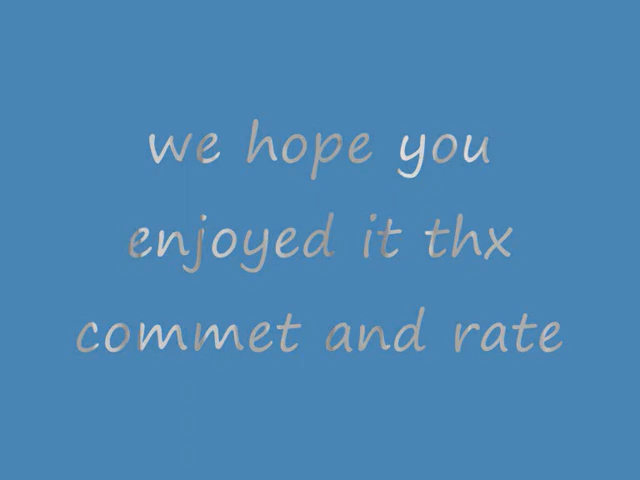 we hope you
enjoyed it thx
commet and rate